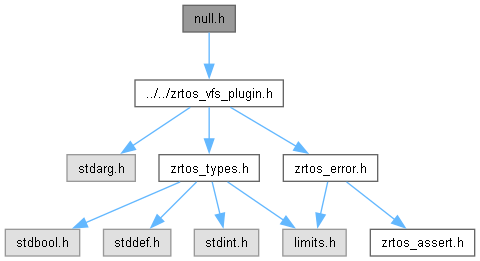 null.h
../../zrtos_vfs_plugin.h
stdarg.h
zrtos_types.h
zrtos_error.h
stdbool.h
stddef.h
stdint.h
limits.h
zrtos_assert.h